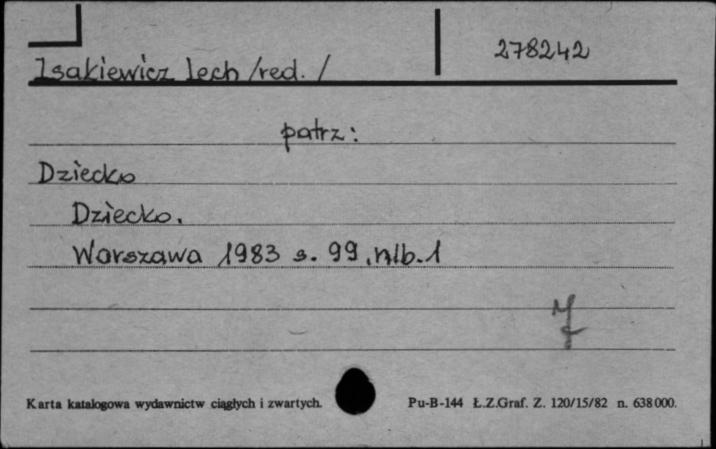 Isakiewicz Lech /red. /
278242
patrz:
Dziecko
Dziecko.
Warszawa 1983 s. 99, nlb. 1
Karta katalogowa wydawnictw ciągłych i zwartych.
Pu-B-144 Ł.Z.Graf. Z. 120/15/82 n. 638000.